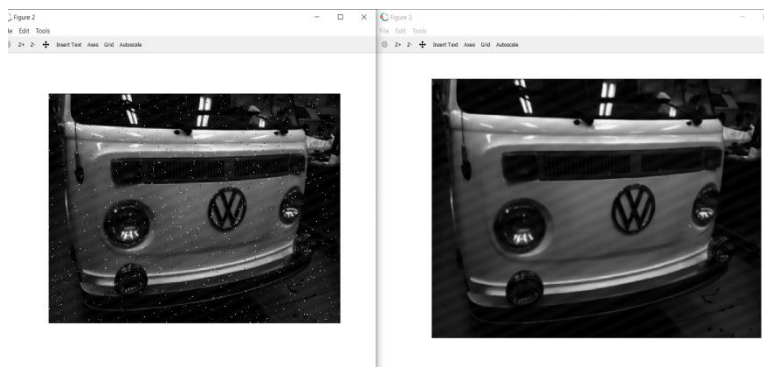 Figure 2
Edit Tools
Z+ Z- Insert Text Axes Grid Autoscale
Figure 3
File Edit Tools
Z+ Z- Insert Text Axes Grid Autoscale